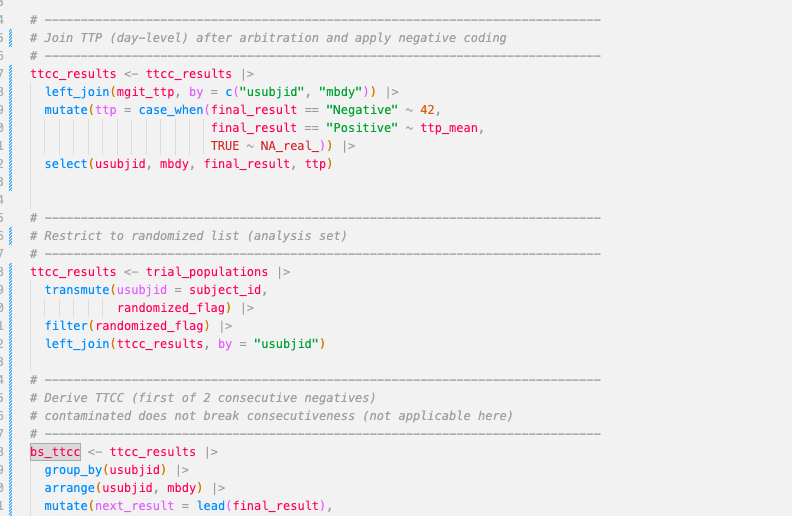 # ------------------------------------------------------------------------------
# Join TTP (day-level) after arbitration and apply negative coding
# ------------------------------------------------------------------------------
ttcc_results <- ttcc_results |>
  left_join(mgit_ttp, by = c("usubjid", "mbdy")) |>
  mutate(ttp = case_when(final_result == "Negative" ~ 42,
                         final_result == "Positive" ~ ttp_mean,
                         TRUE ~ NA_real_)) |>
  select(usubjid, mbdy, final_result, ttp)
# ------------------------------------------------------------------------------
# Restrict to randomized list (analysis set)
# ------------------------------------------------------------------------------
ttcc_results <- trial_populations |>
  transmute(usubjid = subject_id,
            randomized_flag) |>
  filter(randomized_flag) |>
  left_join(ttcc_results, by = "usubjid")
# ------------------------------------------------------------------------------
# Derive TTCC (first of 2 consecutive negatives)
# contaminated does not break consecutiveness (not applicable here)
# ------------------------------------------------------------------------------
bs_ttcc <- ttcc_results |>
  group_by(usubjid) |>
  arrange(usubjid, mbdy) |>
  mutate(next_result = lead(final_result),